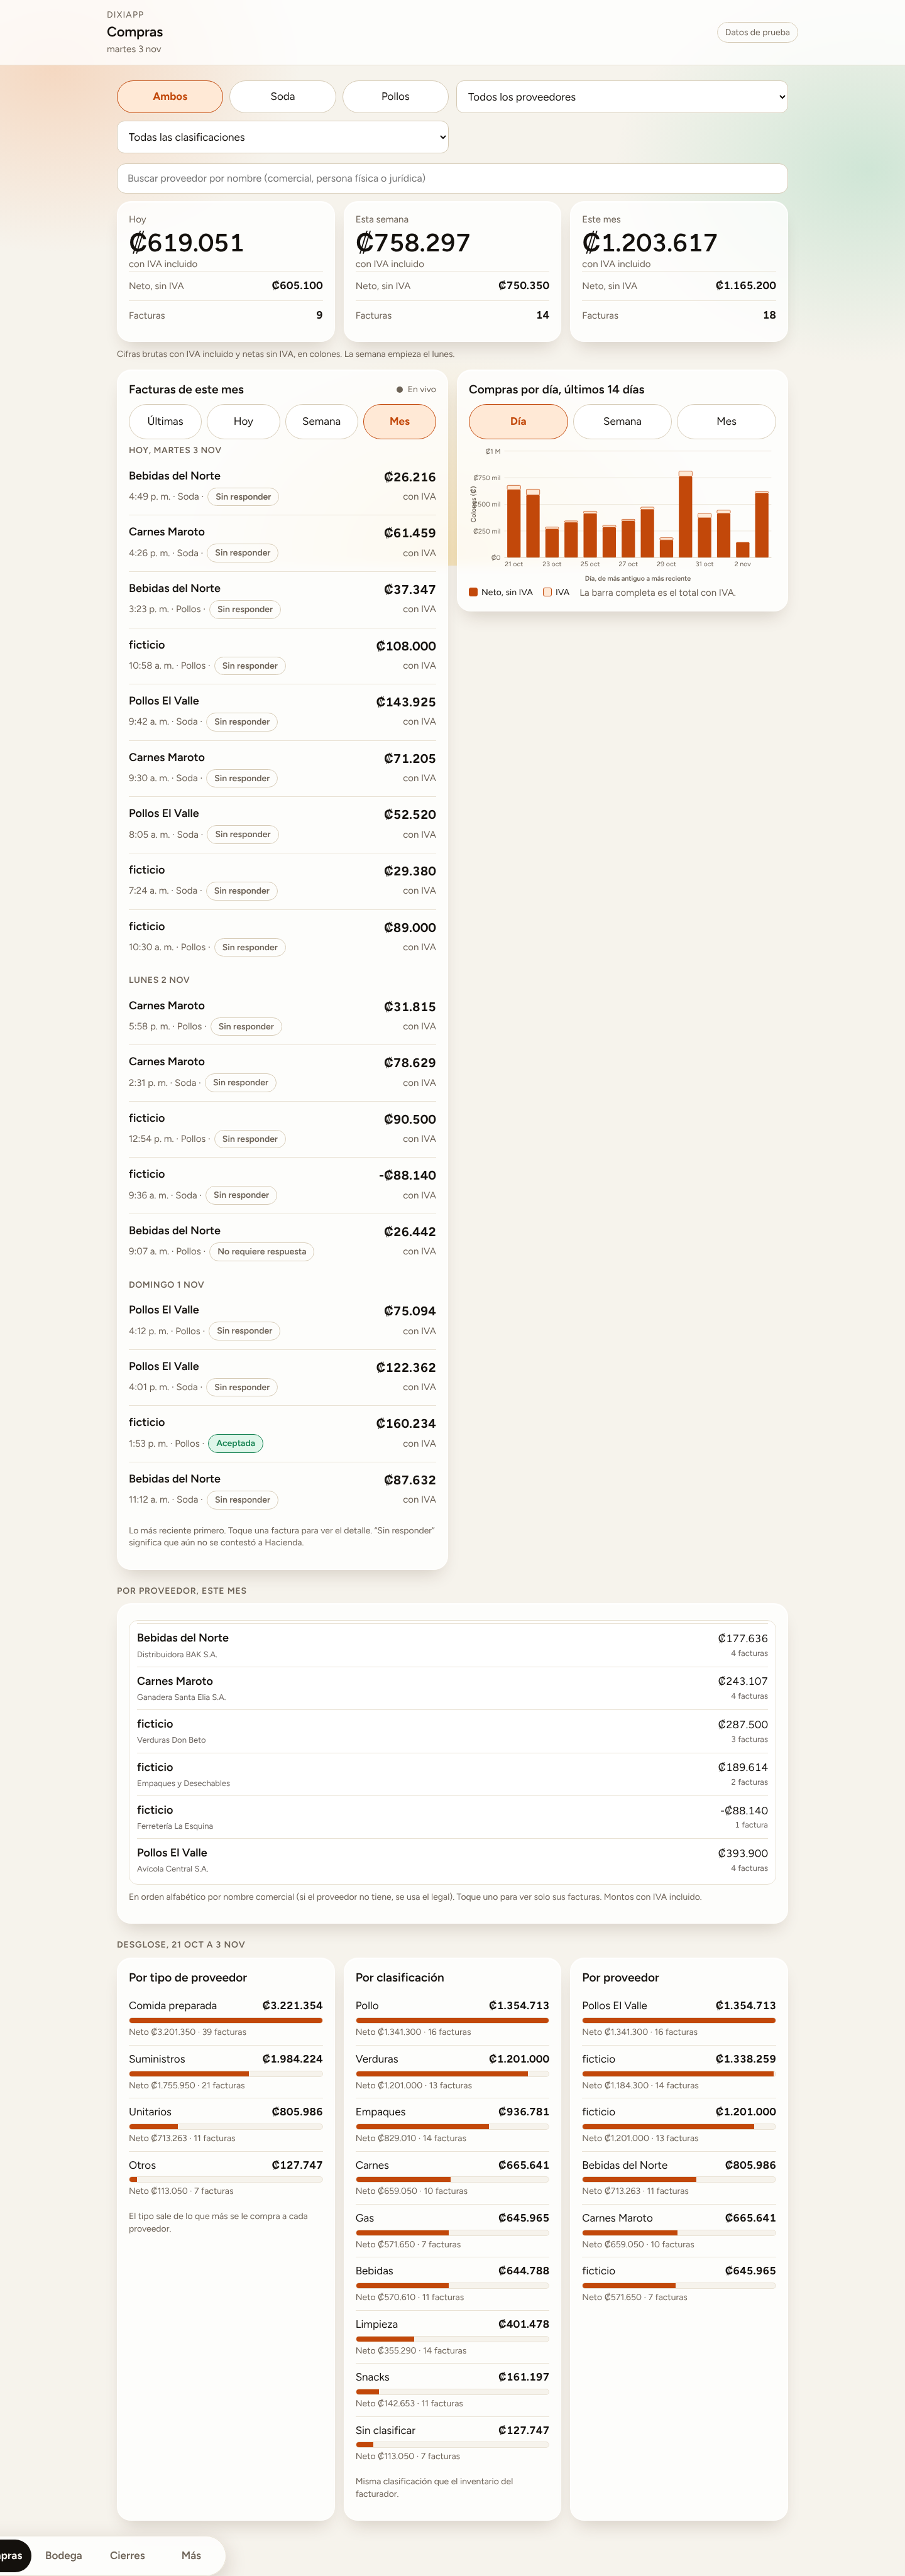 DIXIAPP
Compras
martes 3 nov
Datos de prueba
Ambos
Soda
Pollos
Todos los proveedores
Todas las clasificaciones
Buscar proveedor por nombre (comercial, persona física o jurídica)
Hoy
₡619.051
con IVA incluido
Neto, sin IVA ₡605.100
Facturas 9
Esta semana
₡758.297
con IVA incluido
Neto, sin IVA ₡750.350
Facturas 14
Este mes
₡1.203.617
con IVA incluido
Neto, sin IVA ₡1.165.200
Facturas 18
Cifras brutas con IVA incluido y netas sin IVA, en colones. La semana empieza el lunes.
Facturas de este mes
En vivo
Últimas
Hoy
Semana
Mes
HOY, MARTES 3 NOV
Bebidas del Norte ₡26.216
4:49 p. m. · Soda · Sin responder con IVA
Carnes Maroto ₡61.459
4:26 p. m. · Soda · Sin responder con IVA
Bebidas del Norte ₡37.347
3:23 p. m. · Pollos · Sin responder con IVA
ficticio ₡108.000
10:58 a. m. · Pollos · Sin responder con IVA
Pollos El Valle ₡143.925
9:42 a. m. · Soda · Sin responder con IVA
Carnes Maroto ₡71.205
9:30 a. m. · Soda · Sin responder con IVA
Pollos El Valle ₡52.520
8:05 a. m. · Soda · Sin responder con IVA
ficticio ₡29.380
7:24 a. m. · Soda · Sin responder con IVA
ficticio ₡89.000
10:30 a. m. · Pollos · Sin responder con IVA
LUNES 2 NOV
Carnes Maroto ₡31.815
5:58 p. m. · Pollos · Sin responder con IVA
Carnes Maroto ₡78.629
2:31 p. m. · Soda · Sin responder con IVA
ficticio ₡90.500
12:54 p. m. · Pollos · Sin responder con IVA
ficticio -₡88.140
9:36 a. m. · Soda · Sin responder con IVA
Bebidas del Norte ₡26.442
9:07 a. m. · Pollos · No requiere respuesta con IVA
DOMINGO 1 NOV
Pollos El Valle ₡75.094
4:12 p. m. · Pollos · Sin responder con IVA
Pollos El Valle ₡122.362
4:01 p. m. · Soda · Sin responder con IVA
ficticio ₡160.234
1:53 p. m. · Pollos · Aceptada con IVA
Bebidas del Norte ₡87.632
11:12 a. m. · Soda · Sin responder con IVA
Lo más reciente primero. Toque una factura para ver el detalle. “Sin responder”
significa que aún no se contestó a Hacienda.
Compras por día, últimos 14 días
Día
Semana
Mes
Colones (₡)
₡1 M
₡750 mil
₡500 mil
₡250 mil
₡0
21 oct 23 oct 25 oct 27 oct 29 oct 31 oct 2 nov
Día, de más antiguo a más reciente
Neto, sin IVA IVA La barra completa es el total con IVA.
POR PROVEEDOR, ESTE MES
Bebidas del Norte ₡177.636
Distribuidora BAK S.A. 4 facturas
Carnes Maroto ₡243.107
Ganadera Santa Elia S.A. 4 facturas
ficticio ₡287.500
Verduras Don Beto 3 facturas
ficticio ₡189.614
Empaques y Desechables 2 facturas
ficticio -₡88.140
Ferretería La Esquina 1 factura
Pollos El Valle ₡393.900
Avícola Central S.A. 4 facturas
En orden alfabético por nombre comercial (si el proveedor no tiene, se usa el legal). Toque uno para ver solo sus facturas. Montos con IVA incluido.
DESGLOSE, 21 OCT A 3 NOV
Por tipo de proveedor
Comida preparada ₡3.221.354
Neto ₡3.201.350 · 39 facturas
Suministros ₡1.984.224
Neto ₡1.755.950 · 21 facturas
Unitarios ₡805.986
Neto ₡713.263 · 11 facturas
Otros ₡127.747
Neto ₡113.050 · 7 facturas
El tipo sale de lo que más se le compra a cada
proveedor.
Por clasificación
Pollo ₡1.354.713
Neto ₡1.341.300 · 16 facturas
Verduras ₡1.201.000
Neto ₡1.201.000 · 13 facturas
Empaques ₡936.781
Neto ₡829.010 · 14 facturas
Carnes ₡665.641
Neto ₡659.050 · 10 facturas
Gas ₡645.965
Neto ₡571.650 · 7 facturas
Bebidas ₡644.788
Neto ₡570.610 · 11 facturas
Limpieza ₡401.478
Neto ₡355.290 · 14 facturas
Snacks ₡161.197
Neto ₡142.653 · 11 facturas
Sin clasificar ₡127.747
Neto ₡113.050 · 7 facturas
Misma clasificación que el inventario del
facturador.
Por proveedor
Pollos El Valle ₡1.354.713
Neto ₡1.341.300 · 16 facturas
ficticio ₡1.338.259
Neto ₡1.184.300 · 14 facturas
ficticio ₡1.201.000
Neto ₡1.201.000 · 13 facturas
Bebidas del Norte ₡805.986
Neto ₡713.263 · 11 facturas
Carnes Maroto ₡665.641
Neto ₡659.050 · 10 facturas
ficticio ₡645.965
Neto ₡571.650 · 7 facturas
pras
Bodega
Cierres
Más